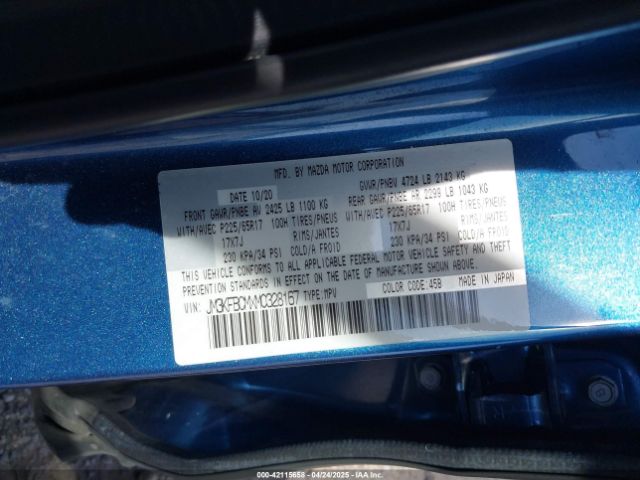 MFD. BY MAZDA MOTOR CORPORATION
DATE 10/20 GVWR/PNBV 4724 LB 2143 KG
FRONT GAWR/PNBE AV 2425 LB 1100 KG REAR GAWR/PNBE AR 2299 LB 1043 KG
WITH/AVEC P225/65R17 100H TIRES/PNEUS WITH/AVEC P225/65R17 100H TIRES/PNEUS
17X7J RIMS/JANTES 17X7J RIMS/JANTES
230 KPA/34 PSI COLD/A FROID 230 KPA/34 PSI COLD/A FROID
THIS VEHICLE CONFORMS TO ALL APPLICABLE FEDERAL MOTOR VEHICLE SAFETY AND THEFT
PREVENTION STANDARDS IN EFFECT ON THE DATE OF MANUFACTURE SHOWN ABOVE.
VIN: TYPE:MPV COLOR CODE:45B MADE IN JAPAN
000-42115658 - 04/24/2025 - IAAI.COM